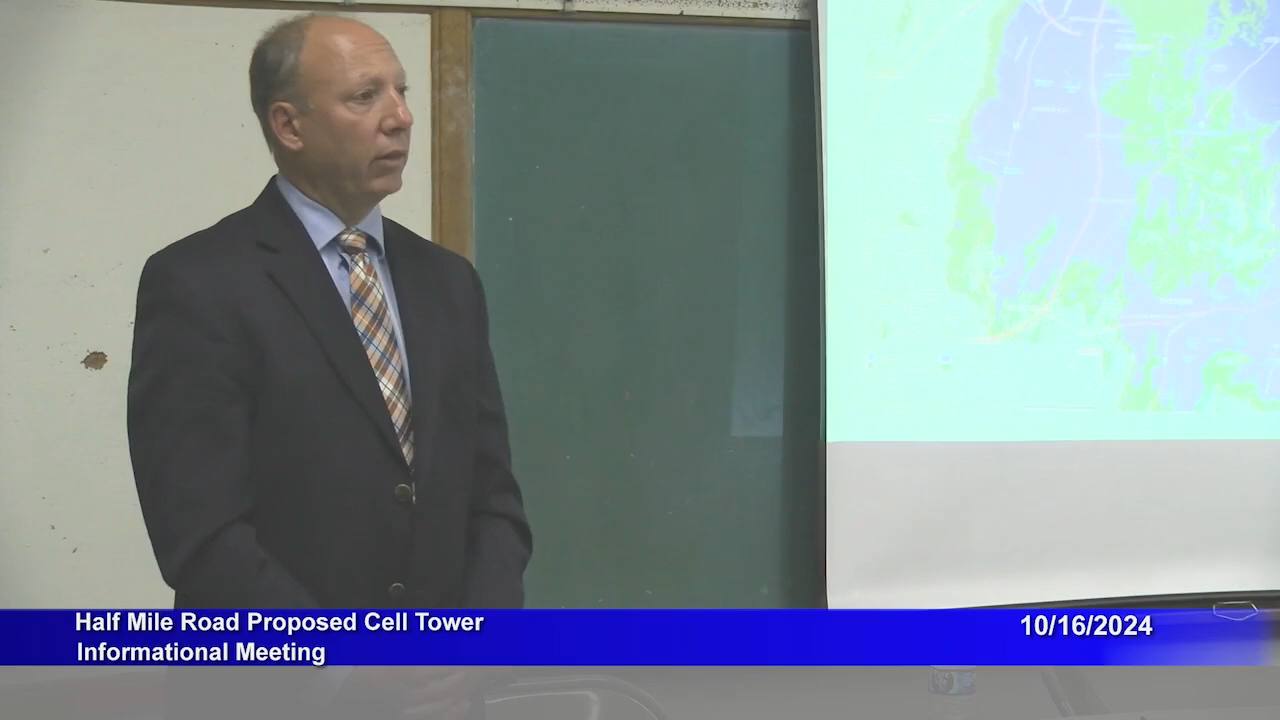 Half Mile Road Proposed Cell Tower
Informational Meeting
10/16/2024